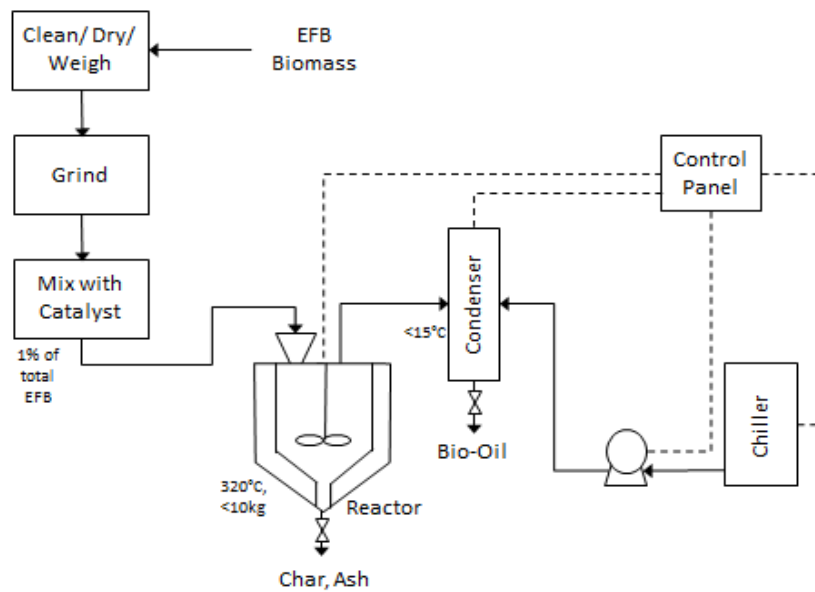 Clean/ Dry/
Weigh
EFB
Biomass
Grind
Control
Panel
Mix with
Catalyst
1% of
total
EFB
Condenser
<15°C
Chiller
Bio-Oil
320°C,
<10kg
Reactor
Char, Ash